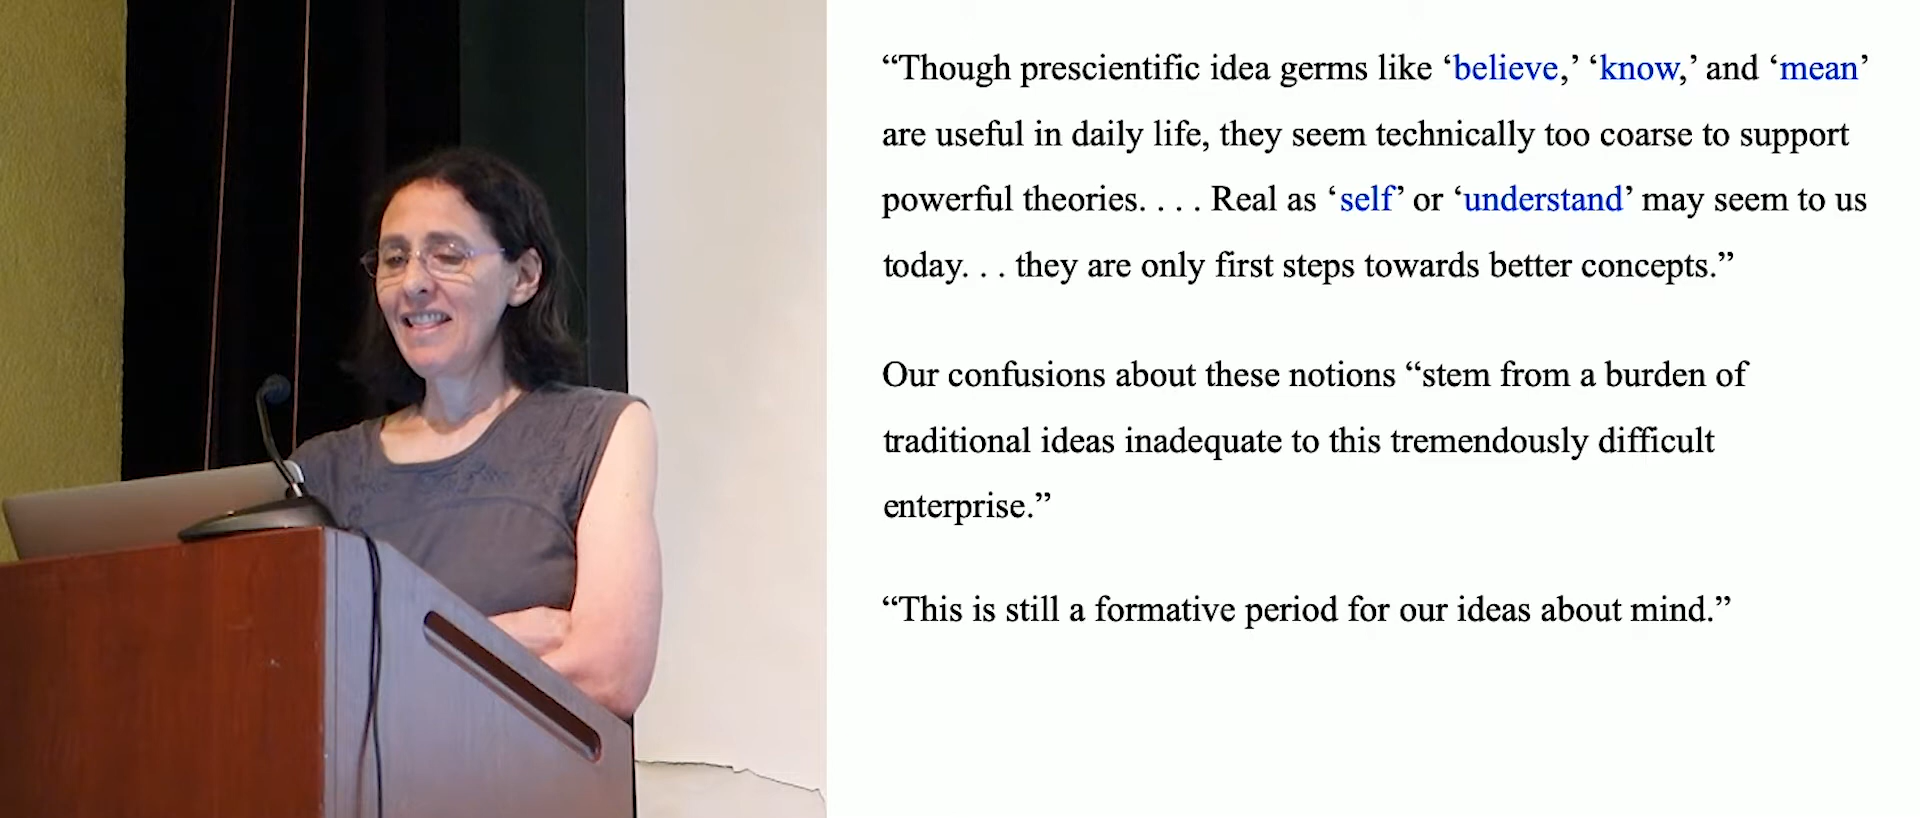 “Though prescientific idea germs like ‘believe,’ ‘know,’ and ‘mean’
are useful in daily life, they seem technically too coarse to support
powerful theories. . . . Real as ‘self’ or ‘understand’ may seem to us
today. . . they are only first steps towards better concepts.”
Our confusions about these notions “stem from a burden of
traditional ideas inadequate to this tremendously difficult
enterprise.”
“This is still a formative period for our ideas about mind.”